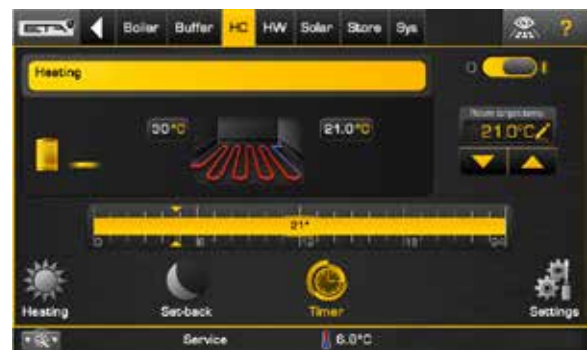 ETA Boiler Buffer HC HW Solar Store Sys ?
Heating
O I
30°C 21.0°C
Room target temp.
21.0°C
21°
0 6 12 18 24
Heating Set-back Timer Settings
Service 6.0°C